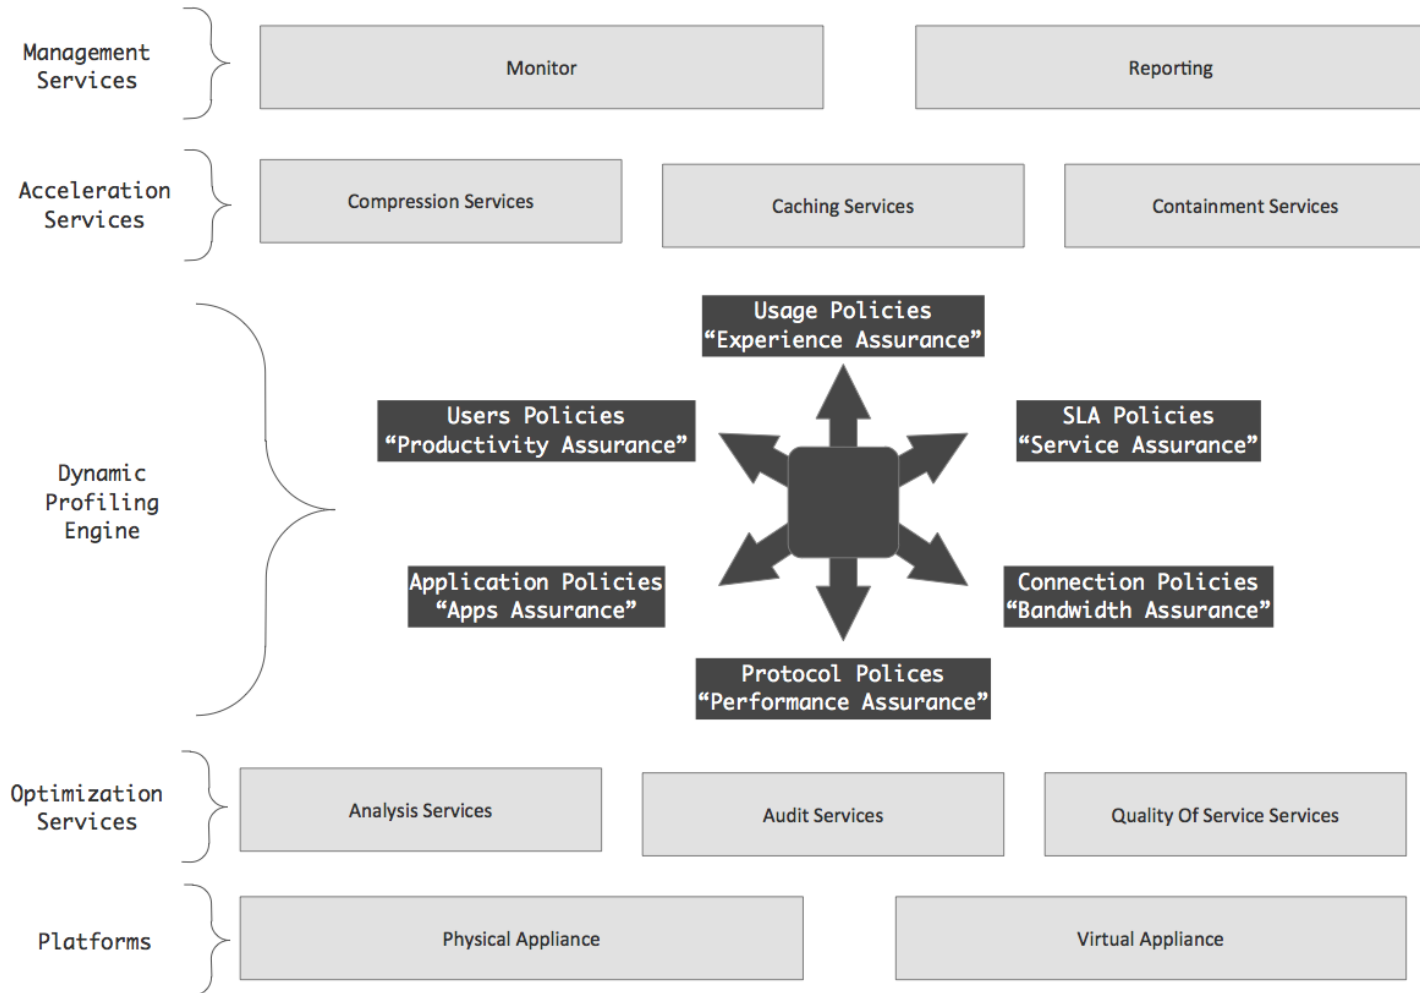 Management
Services
Monitor
Reporting
Acceleration
Services
Compression Services
Caching Services
Containment Services
Usage Policies
“Experience Assurance”
Users Policies
“Productivity Assurance”
SLA Policies
“Service Assurance”
Dynamic
Profiling
Engine
Application Policies
“Apps Assurance”
Connection Policies
“Bandwidth Assurance”
Protocol Polices
“Performance Assurance”
Optimization
Services
Analysis Services
Audit Services
Quality Of Service Services
Platforms
Physical Appliance
Virtual Appliance